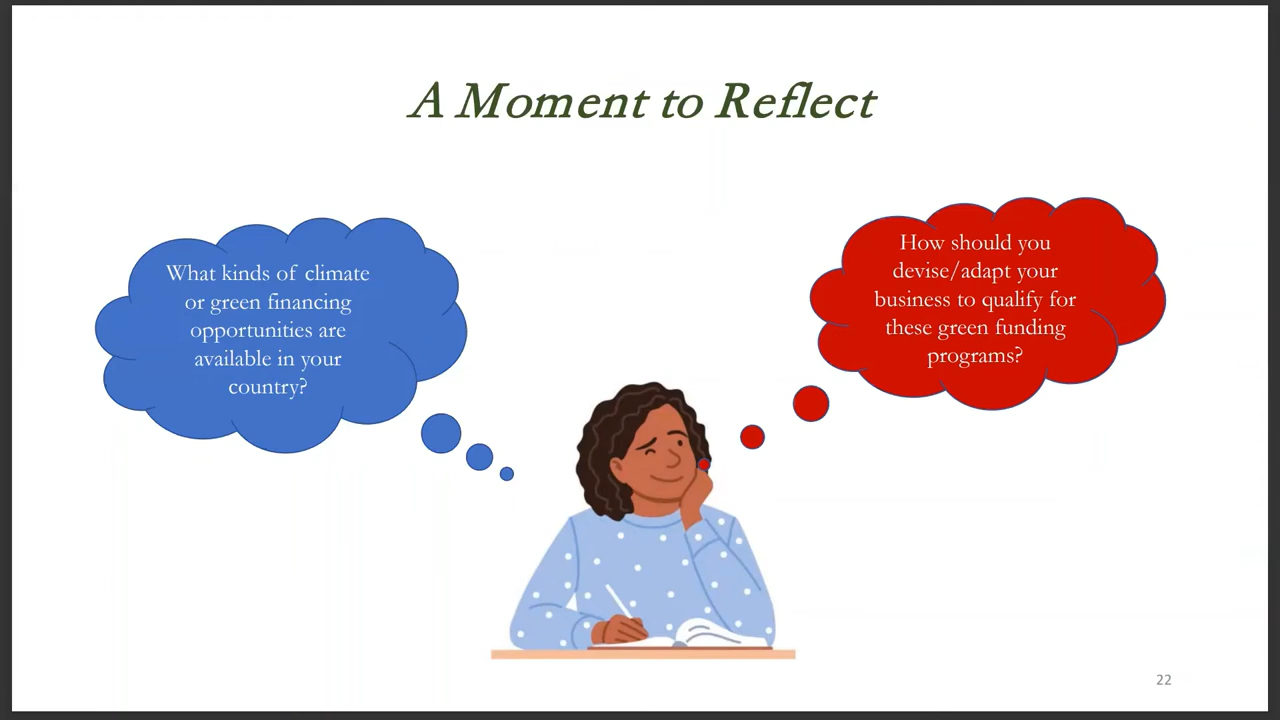 A Moment to Reflect
What kinds of climate
or green financing
opportunities are
available in your
country?
How should you
devise/adapt your
business to qualify for
these green funding
programs?
22